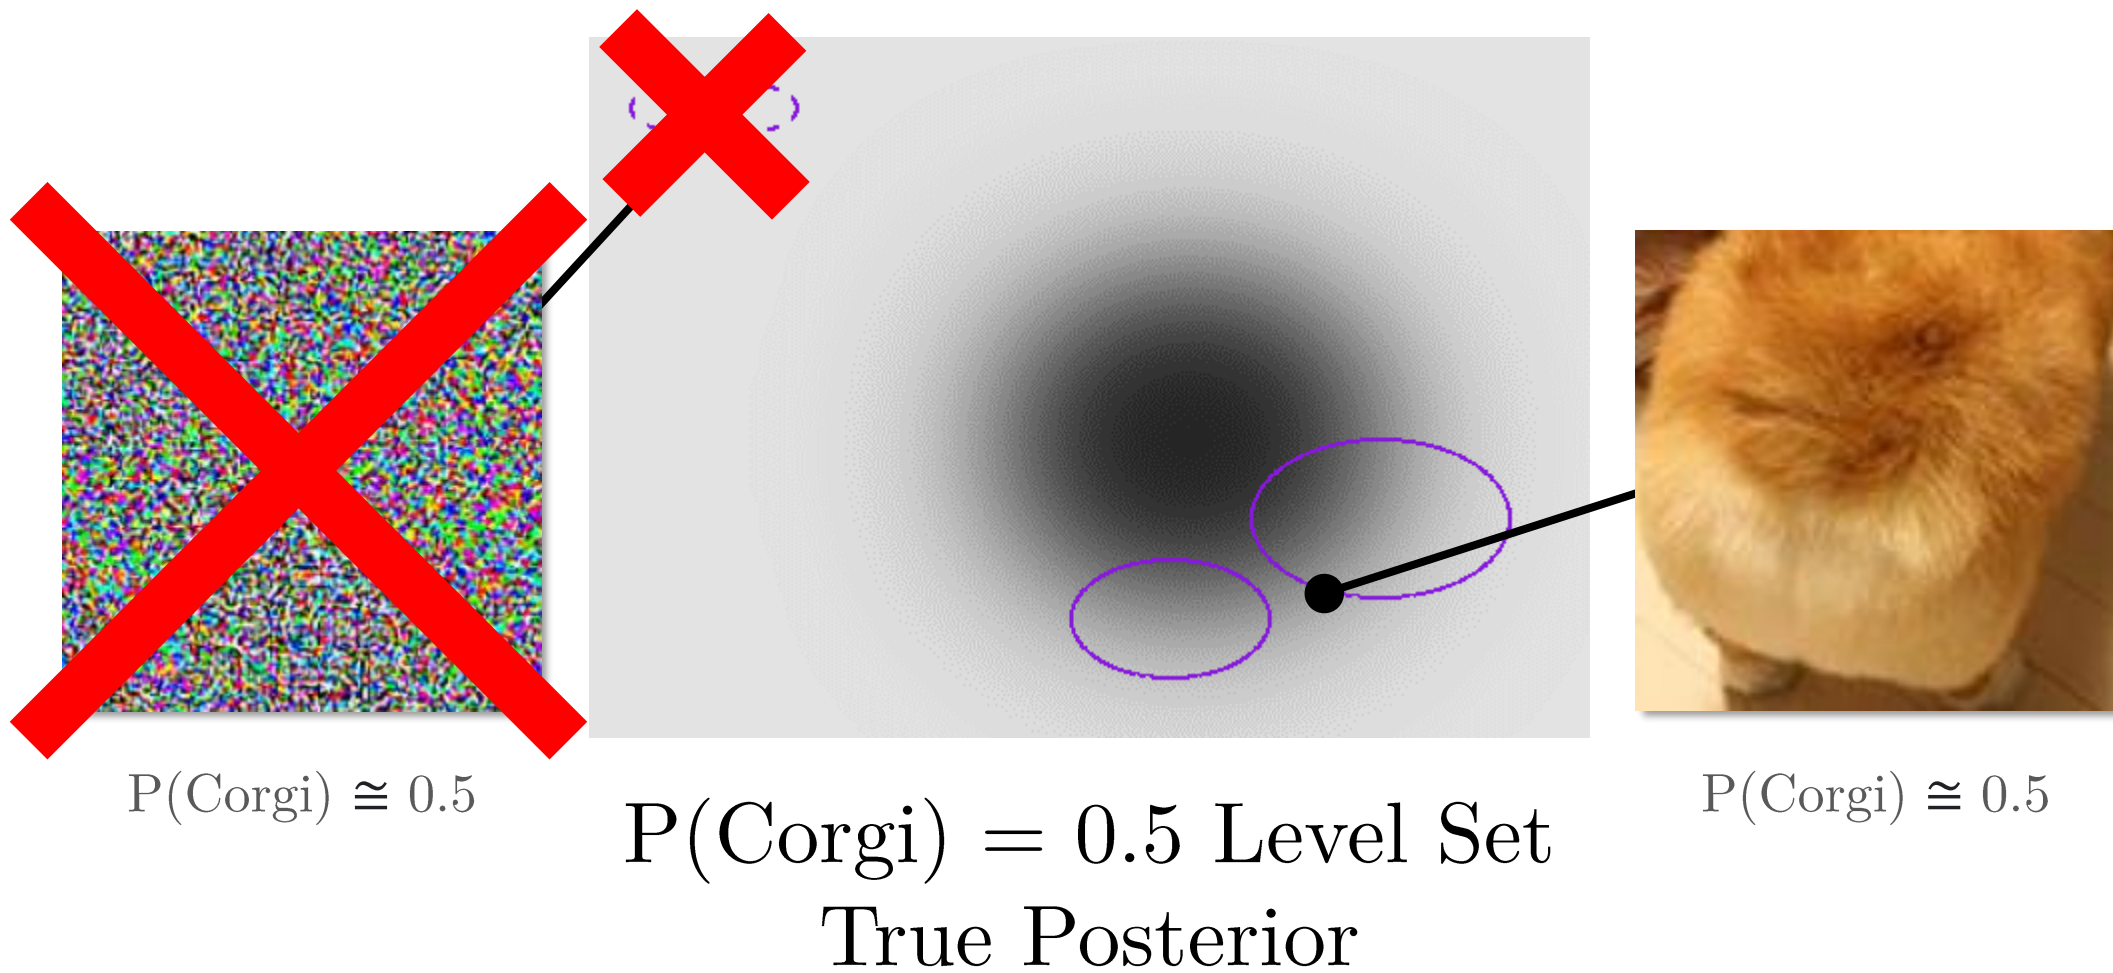 P(Corgi) ≅ 0.5
P(Corgi) = 0.5 Level Set
True Posterior
P(Corgi) ≅ 0.5